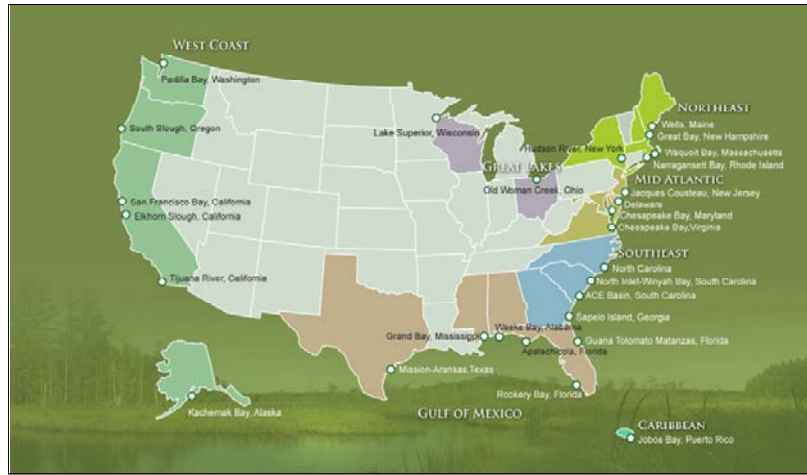 WEST COAST
Padilla Bay, Washington
South Slough, Oregon
San Francisco Bay, California
Elkhorn Slough, California
Tijuana River, California
Kachemak Bay, Alaska
Lake Superior, Wisconsin
GREAT LAKES
Old Woman Creek, Ohio
NORTHEAST
Wells, Maine
Great Bay, New Hampshire
Hudson River, New York
Waquoit Bay, Massachusetts
Narragansett Bay, Rhode Island
MID ATLANTIC
Jacques Cousteau, New Jersey
Delaware
Chesapeake Bay, Maryland
Chesapeake Bay,Virginia
SOUTHEAST
North Carolina
North Inlet-Winyah Bay, South Carolina
ACE Basin, South Carolina
Sapelo Island, Georgia
Guana Tolomato Matanzas, Florida
Grand Bay, Mississippi
Weeks Bay, Alabama
Apalachicola, Florida
Mission-Aransas,Texas
Rookery Bay, Florida
GULF OF MEXICO
CARIBBEAN
Jobos Bay, Puerto Rico